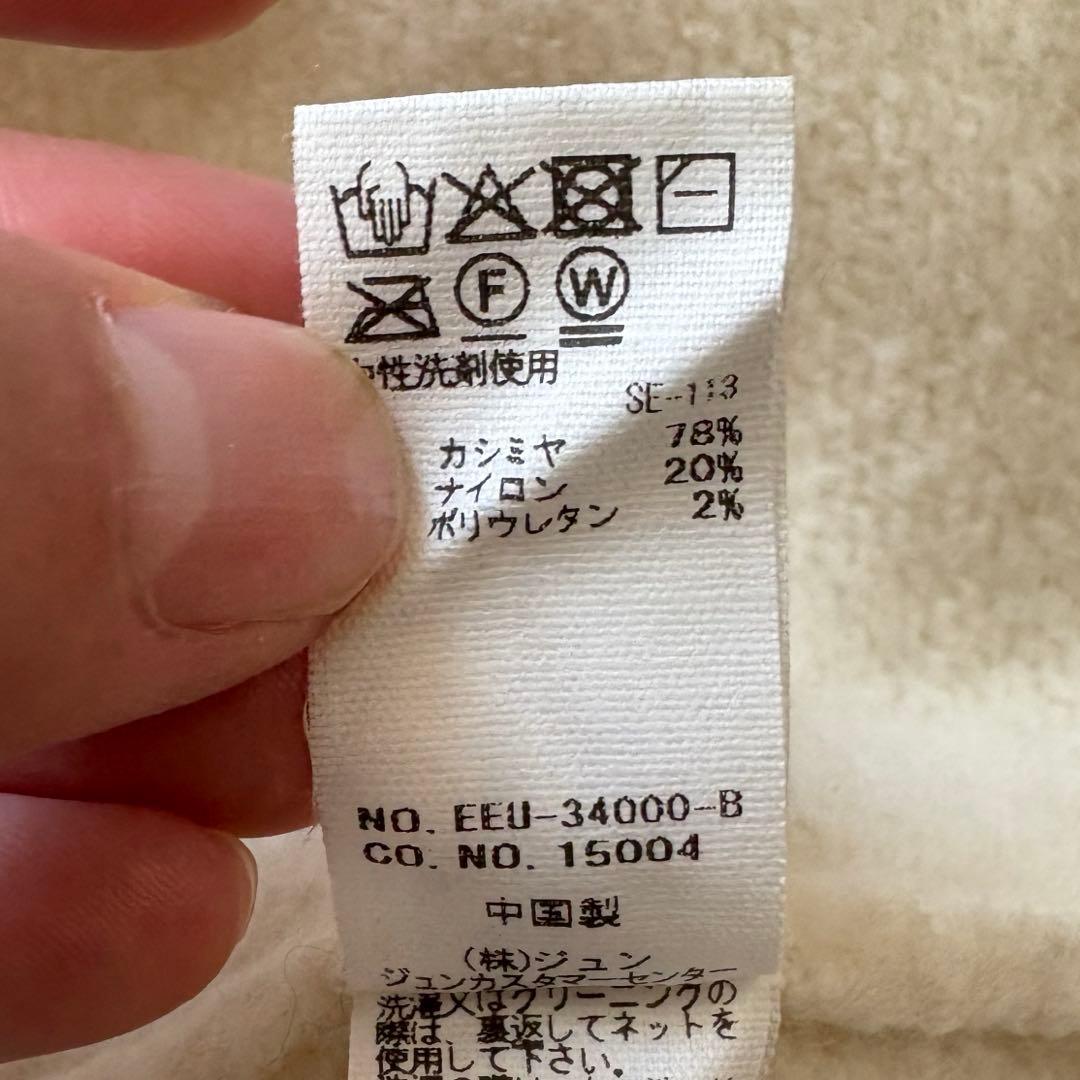 F W
中性洗剤使用
SE-113
カシミヤ 78%
ナイロン 20%
ポリウレタン 2%
NO. EEU-34000-B
CO. NO. 15004
中国製
(株)ジュン
ジュンカスタマーセンター
洗濯又はクリーニングの
際は、裏返してネットを
使用して下さい。